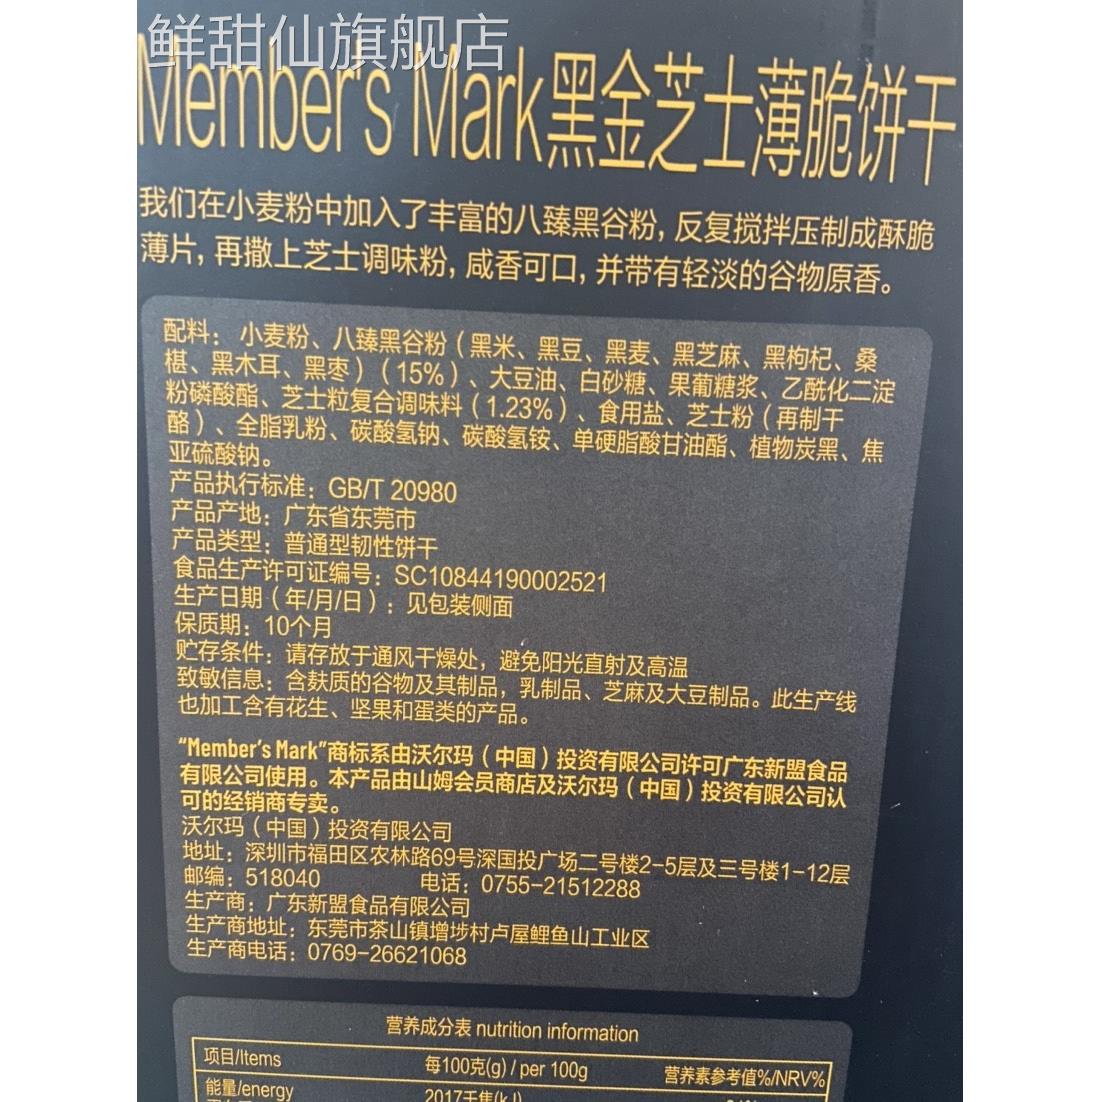 鲜甜仙旗舰店
Member's Mark黑金芝士薄脆饼干
我们在小麦粉中加入了丰富的八臻黑谷粉,反复搅拌压制成酥脆
薄片,再撒上芝士调味粉,咸香可口,并带有轻淡的谷物原香。
配料：小麦粉、八臻黑谷粉（黑米、黑豆、黑麦、黑芝麻、黑枸杞、桑
椹、黑木耳、黑枣）（15%）、大豆油、白砂糖、果葡糖浆、乙酰化二淀
粉磷酸酯、芝士粒复合调味料（1.23%）、食用盐、芝士粉（再制干
酪）、全脂乳粉、碳酸氢钠、碳酸氢铵、单硬脂酸甘油酯、植物炭黑、焦
亚硫酸钠。
产品执行标准：GB/T 20980
产品产地：广东省东莞市
产品类型：普通型韧性饼干
食品生产许可证编号：SC10844190002521
生产日期（年/月/日）：见包装侧面
保质期：10个月
贮存条件：请存放于通风干燥处，避免阳光直射及高温
致敏信息：含麸质的谷物及其制品，乳制品、芝麻及大豆制品。此生产线
也加工含有花生、坚果和蛋类的产品。
“Member's Mark”商标系由沃尔玛（中国）投资有限公司许可广东新盟食品
有限公司使用。本产品由山姆会员商店及沃尔玛（中国）投资有限公司认
可的经销商专卖。
沃尔玛（中国）投资有限公司
地址：深圳市福田区农林路69号深国投广场二号楼2-5层及三号楼1-12层
邮编：518040 电话：0755-21512288
生产商：广东新盟食品有限公司
生产商地址：东莞市茶山镇增埗村卢屋鲤鱼山工业区
生产商电话：0769-26621068
营养成分表 nutrition information
项目/Items 每100克(g) / per 100g 营养素参考值%/NRV%
能量/energy 2017千焦(kJ)